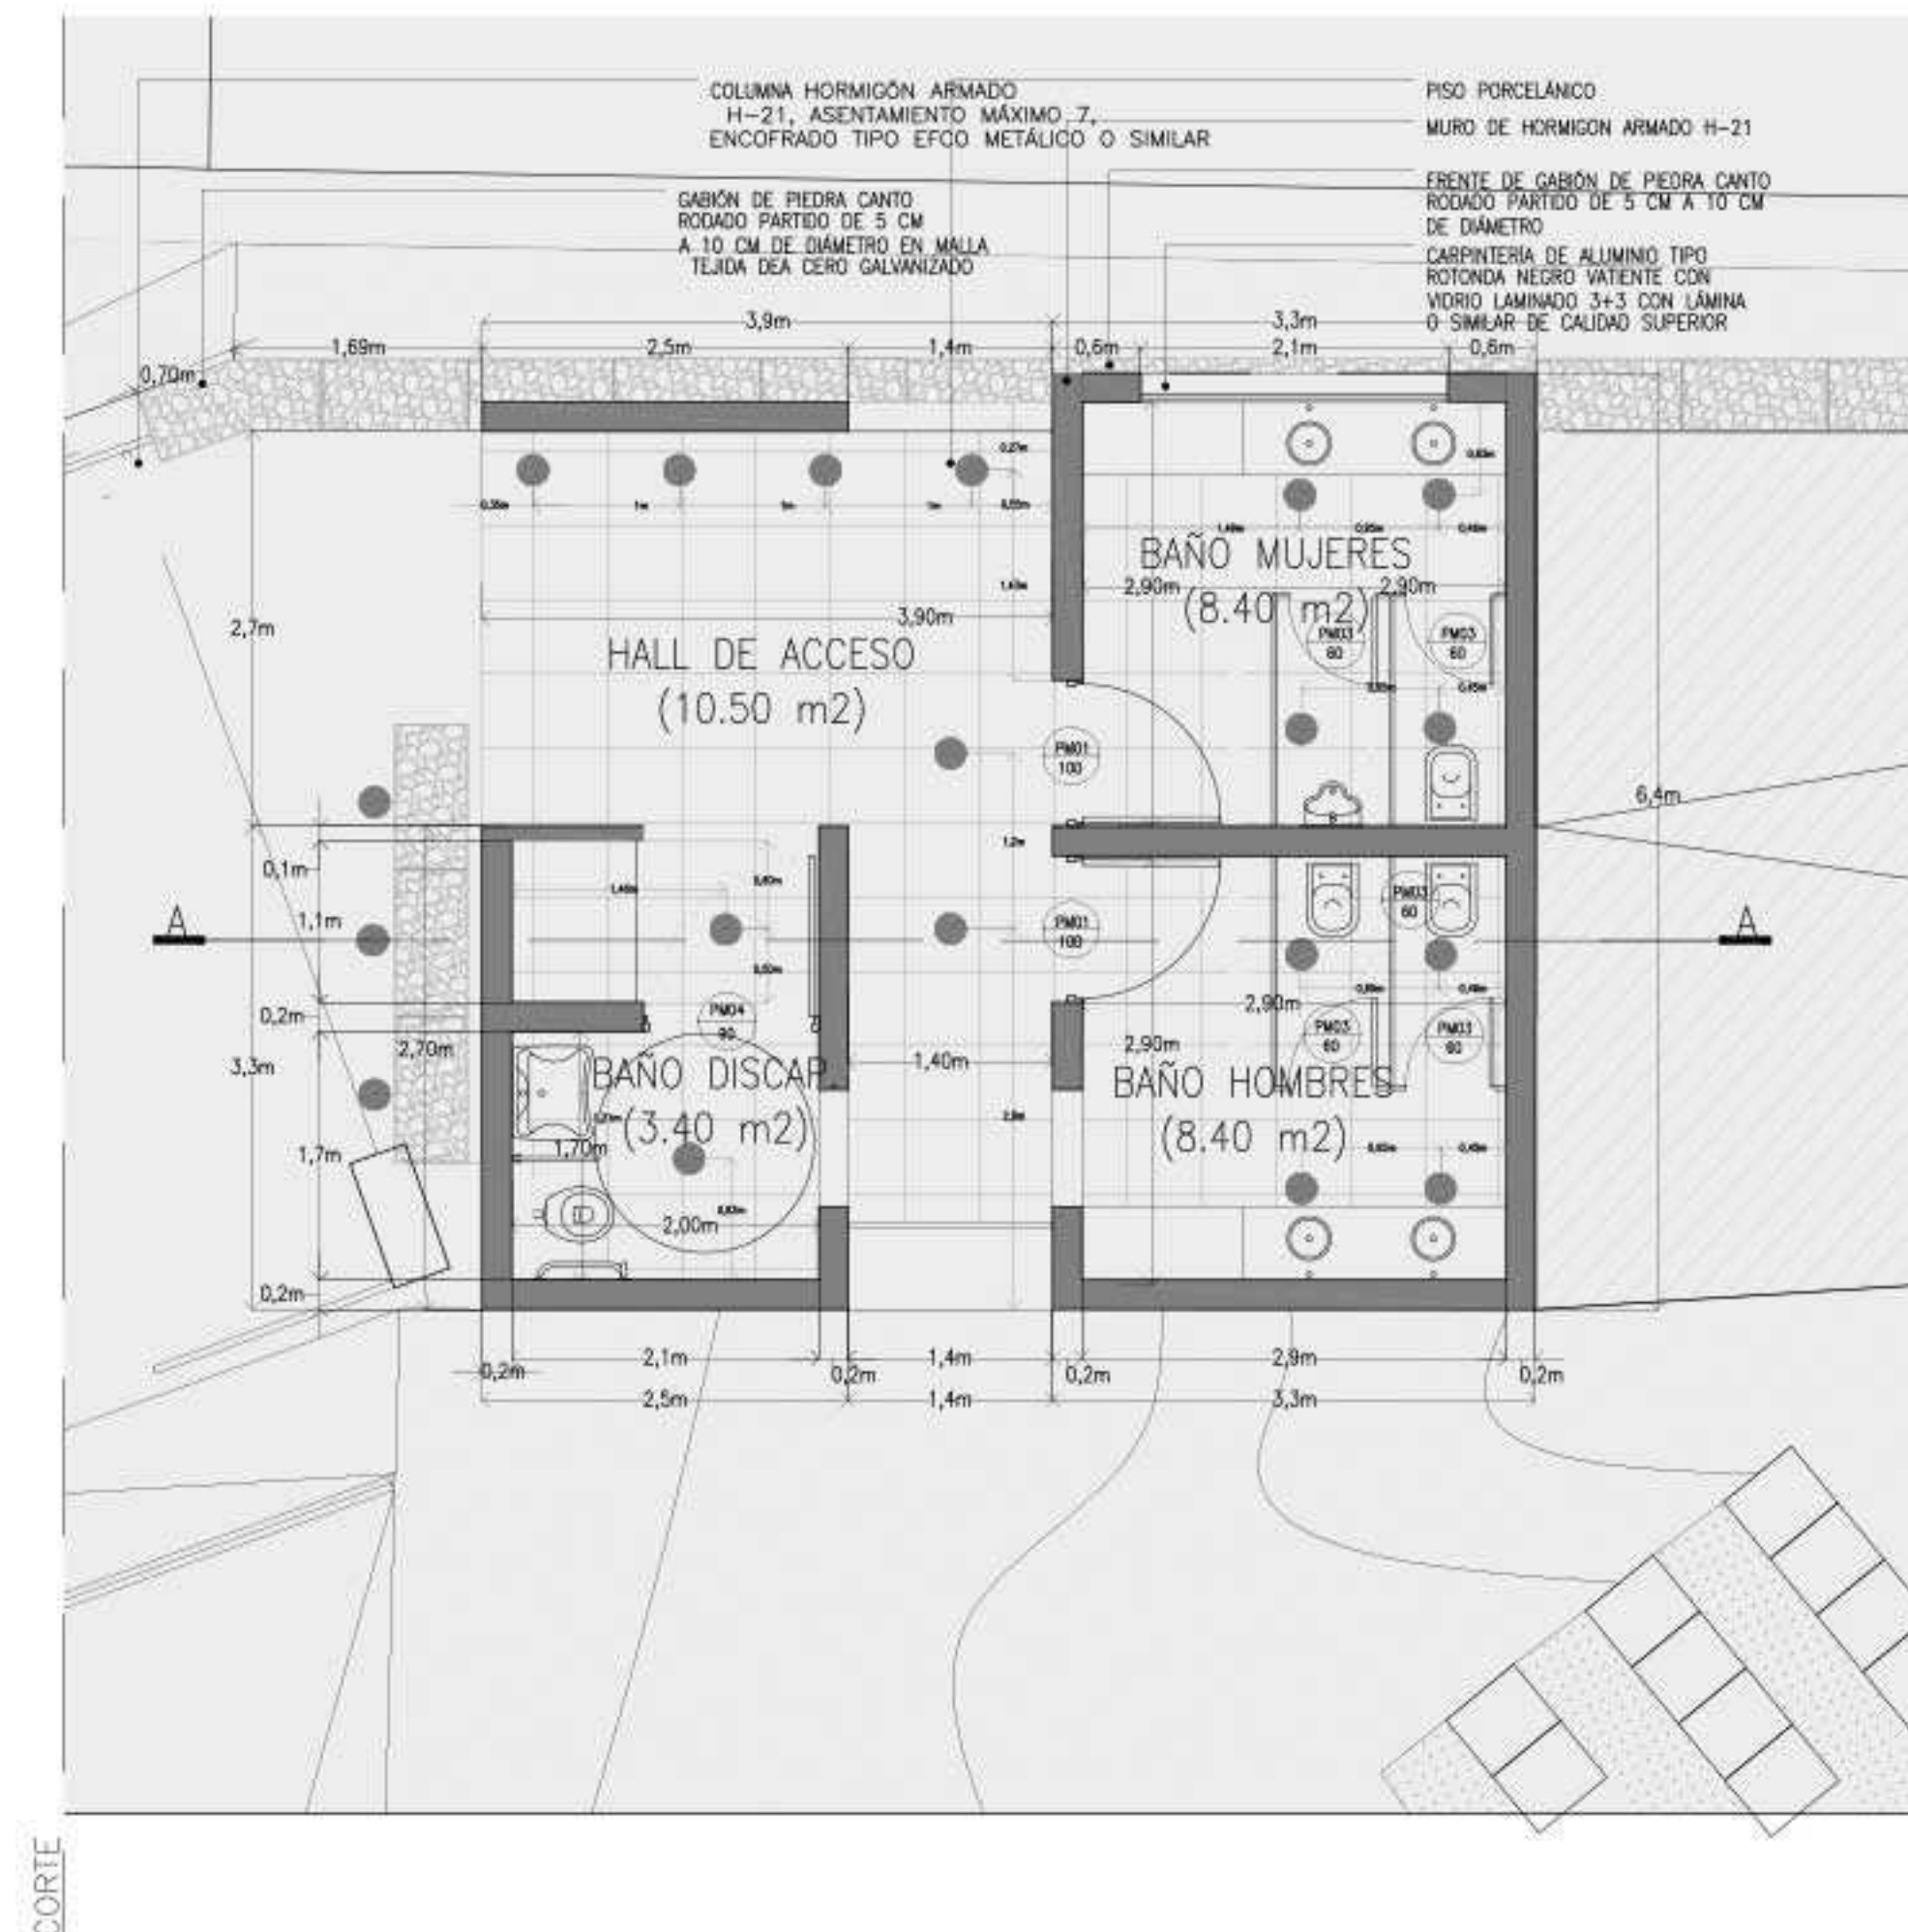 COLUMNA HORMIGÓN ARMADO
H-21, ASENTAMIENTO MÁXIMO 7,
ENCOFRADO TIPO EFCO METÁLICO O SIMILAR
PISO PORCELÁNICO
MURO DE HORMIGON ARMADO H-21
GABIÓN DE PIEDRA CANTO
RODADO PARTIDO DE 5 CM
A 10 CM DE DIÁMETRO EN MALLA
TEJIDA DEA CERO GALVANIZADO
FRENTE DE GABIÓN DE PIEDRA CANTO
RODADO PARTIDO DE 5 CM A 10 CM
DE DIÁMETRO
CARPINTERÍA DE ALUMINIO TIPO
ROTONDA NEGRO VATIENTE CON
VIDRIO LAMINADO 3+3 CON LÁMINA
O SIMILAR DE CALIDAD SUPERIOR
3,9m
3,3m
1,69m
2,5m
1,4m
0,6m
2,1m
0,6m
0,70m
0,27m
1m
BAÑO MUJERES
(8.40 m2)
2,90m
2,90m
2,7m
3,90m
HALL DE ACCESO
(10.50 m2)
PM03
60
PM03
60
PM01
100
6,4m
1,2m
B
0,1m
1,1m
A
A
PM03
60
PM01
100
0,2m
2,70m
3,3m
PM04
90
2,90m
PM03
60
PM03
60
2,90m
1,40m
BAÑO DISCAP.
(3.40 m2)
BAÑO HOMBRES
(8.40 m2)
1,70m
1,7m
2,00m
0,2m
0,2m
2,1m
0,2m
1,4m
0,2m
2,9m
0,2m
2,5m
1,4m
3,3m
CORTE